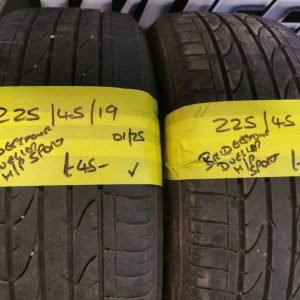 225/45/19
01/25
BRIDGESTONE
DUELER
H/P SPORT
£45-
225/45
BRIDGESTONE
DUELER
H/P SPORT